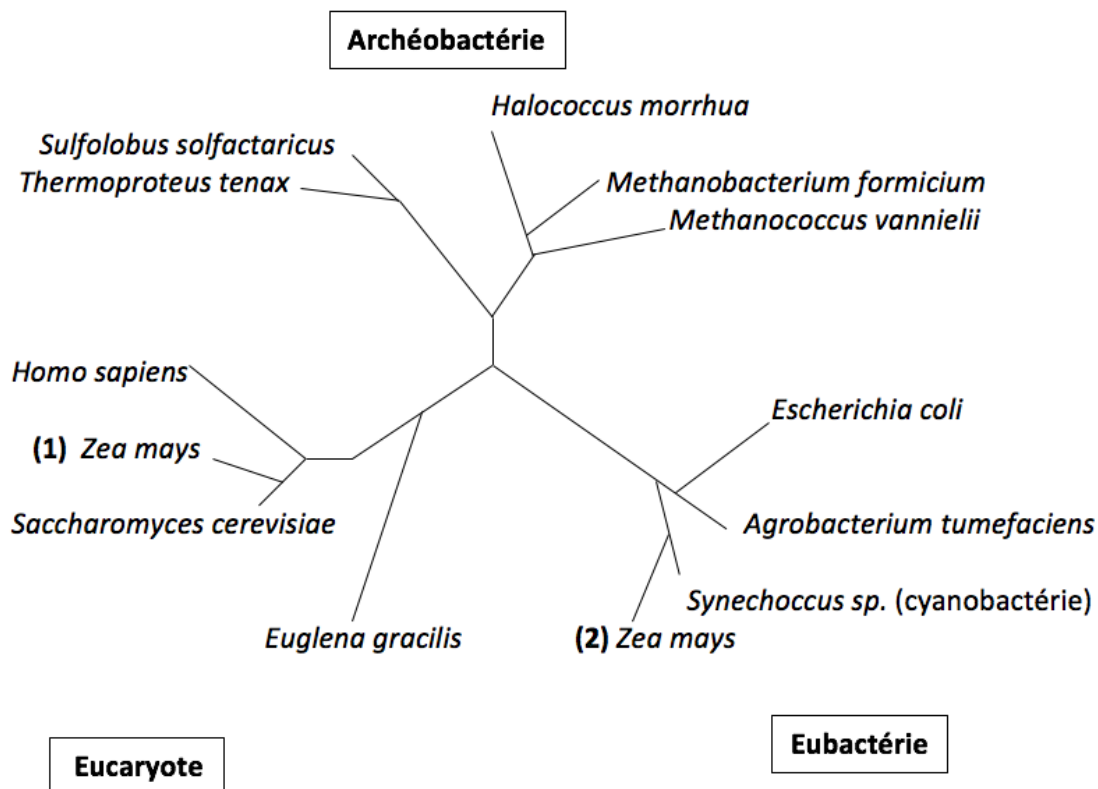 Archéobactérie
Halococcus morrhua
Sulfolobus solfactaricus
Thermoproteus tenax
Methanobacterium formicium
Methanococcus vannielii
Homo sapiens
Escherichia coli
(1) Zea mays
Saccharomyces cerevisiae
Agrobacterium tumefaciens
Synechoccus sp. (cyanobactérie)
Euglena gracilis
(2) Zea mays
Eubactérie
Eucaryote